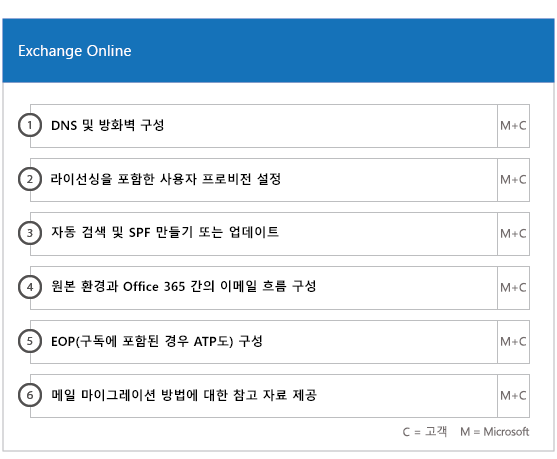 Exchange Online
1 DNS 및 방화벽 구성 M+C
2 라이선싱을 포함한 사용자 프로비전 설정 M+C
3 자동 검색 및 SPF 만들기 또는 업데이트 M+C
4 원본 환경과 Office 365 간의 이메일 흐름 구성 M+C
5 EOP(구독에 포함된 경우 ATP도) 구성 M+C
6 메일 마이그레이션 방법에 대한 참고 자료 제공 M+C
C = 고객 M = Microsoft